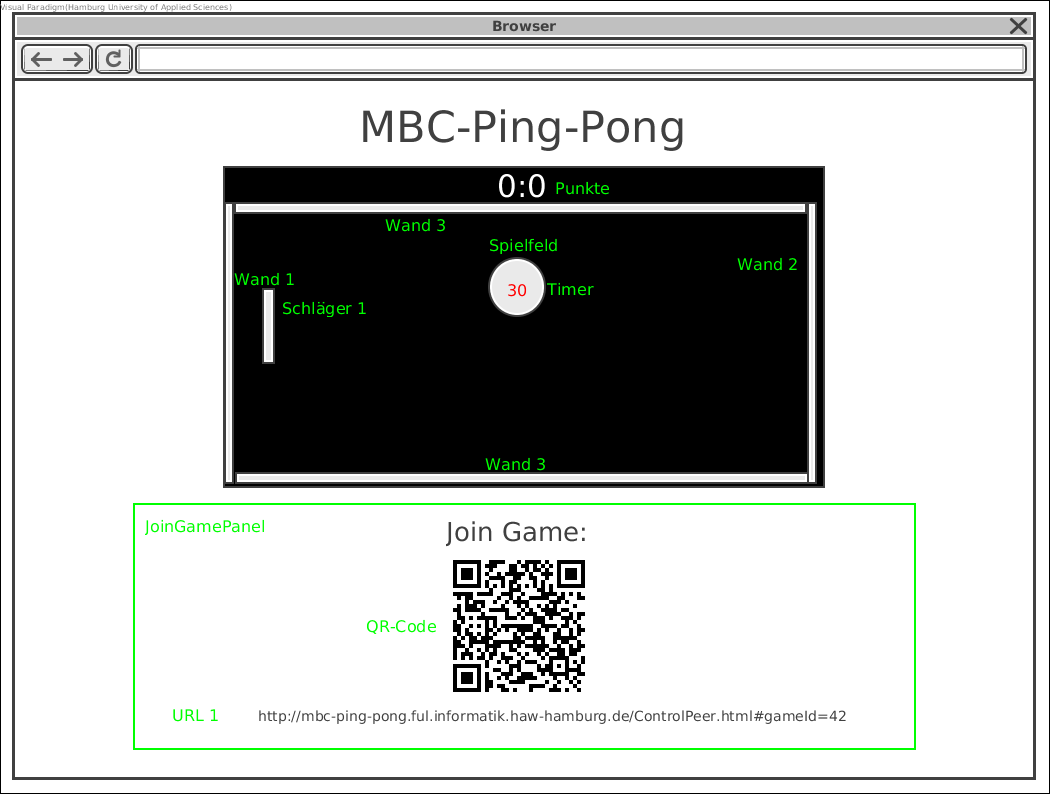 Visual Paradigm(Hamburg University of Applied Sciences)
Browser
MBC-Ping-Pong
0:0 Punkte
Wand 3
Spielfeld
Wand 2
Wand 1
30 Timer
Schläger 1
Wand 3
JoinGamePanel
Join Game:
QR-Code
URL 1 http://mbc-ping-pong.ful.informatik.haw-hamburg.de/ControlPeer.html#gameId=42